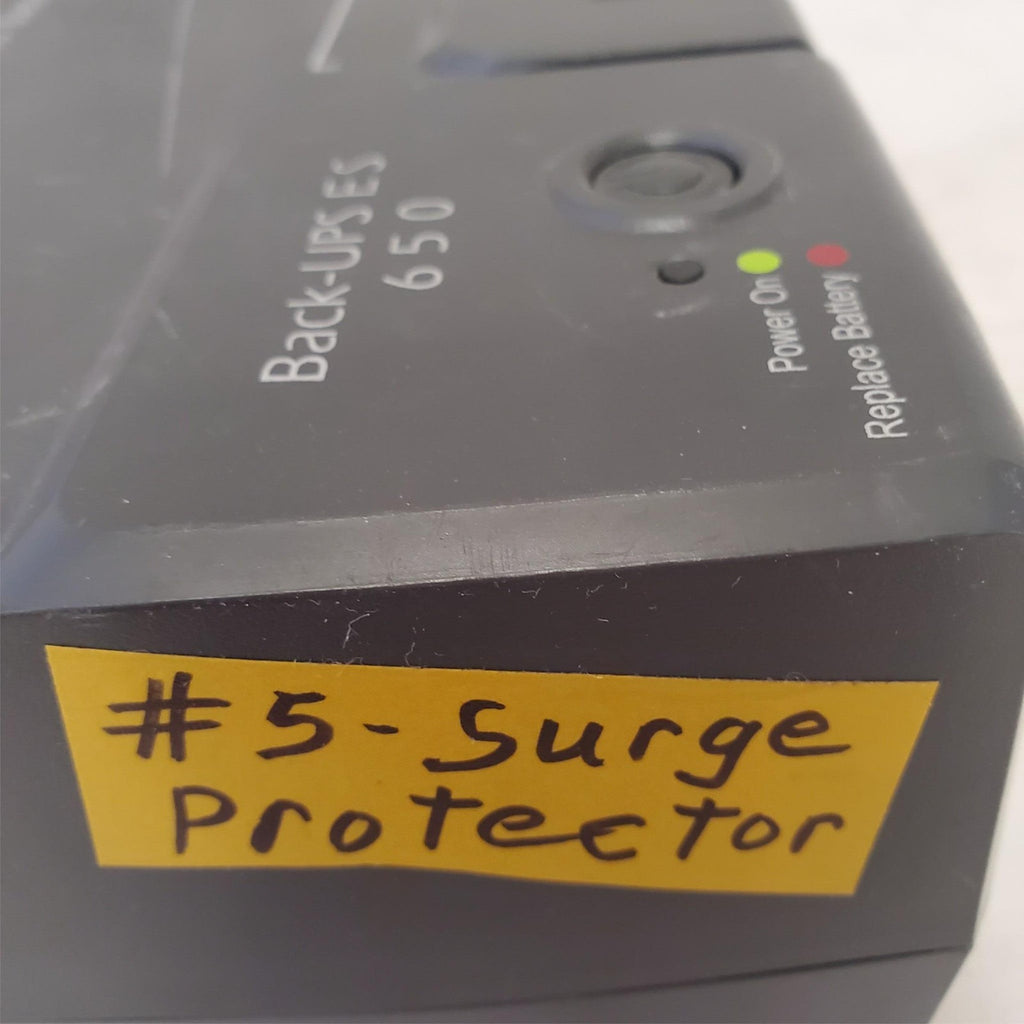 Back-UPS ES
650
Power On
Replace Battery
#5-Surge
Protector